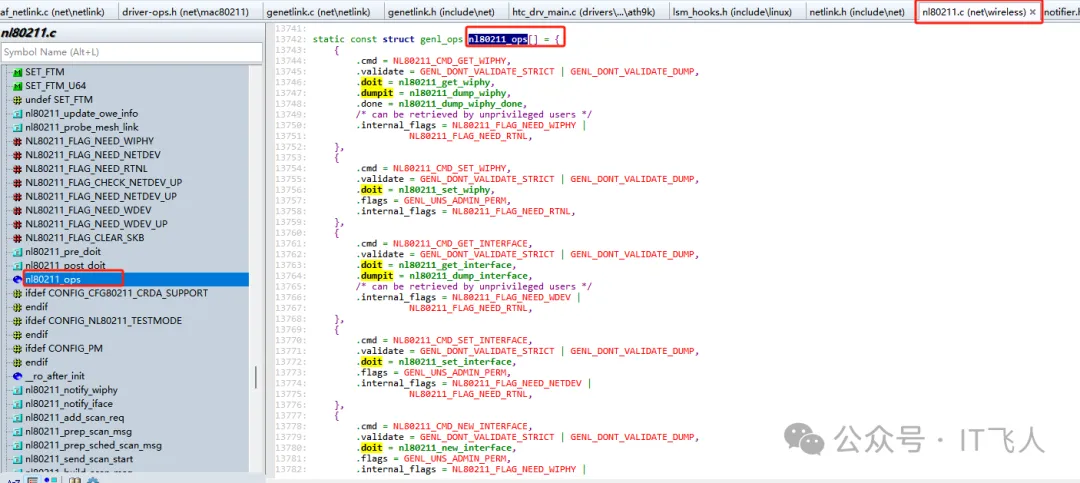 af_netlink.c (net\netlink)
driver-ops.h (net\mac80211)
genetlink.c (net\netlink)
genetlink.h (include\net)
htc_drv_main.c (drivers\...\ath9k)
lsm_hooks.h (include\linux)
netlink.h (include\net)
nl80211.c (net\wireless) ×
notifier.h
nl80211.c
Symbol Name (Alt+L)
SET_FTM
SET_FTM_U64
undef SET_FTM
nl80211_update_owe_info
nl80211_probe_mesh_link
NL80211_FLAG_NEED_WIPHY
NL80211_FLAG_NEED_NETDEV
NL80211_FLAG_NEED_RTNL
NL80211_FLAG_CHECK_NETDEV_UP
NL80211_FLAG_NEED_NETDEV_UP
NL80211_FLAG_NEED_WDEV
NL80211_FLAG_NEED_WDEV_UP
NL80211_FLAG_CLEAR_SKB
nl80211_pre_doit
nl80211_post_doit
nl80211_ops
ifdef CONFIG_CFG80211_CRDA_SUPPORT
endif
ifdef CONFIG_NL80211_TESTMODE
endif
ifdef CONFIG_PM
endif
__ro_after_init
nl80211_notify_wiphy
nl80211_notify_iface
nl80211_add_scan_req
nl80211_prep_scan_msg
nl80211_prep_sched_scan_msg
nl80211_send_scan_start
13741:
13742: static const struct genl_ops nl80211_ops[] = {
13743: {
13744: .cmd = NL80211_CMD_GET_WIPHY,
13745: .validate = GENL_DONT_VALIDATE_STRICT | GENL_DONT_VALIDATE_DUMP,
13746: .doit = nl80211_get_wiphy,
13747: .dumpit = nl80211_dump_wiphy,
13748: .done = nl80211_dump_wiphy_done,
13749: /* can be retrieved by unprivileged users */
13750: .internal_flags = NL80211_FLAG_NEED_WIPHY |
13751: NL80211_FLAG_NEED_RTNL,
13752: },
13753: {
13754: .cmd = NL80211_CMD_SET_WIPHY,
13755: .validate = GENL_DONT_VALIDATE_STRICT | GENL_DONT_VALIDATE_DUMP,
13756: .doit = nl80211_set_wiphy,
13757: .flags = GENL_UNS_ADMIN_PERM,
13758: .internal_flags = NL80211_FLAG_NEED_RTNL,
13759: },
13760: {
13761: .cmd = NL80211_CMD_GET_INTERFACE,
13762: .validate = GENL_DONT_VALIDATE_STRICT | GENL_DONT_VALIDATE_DUMP,
13763: .doit = nl80211_get_interface,
13764: .dumpit = nl80211_dump_interface,
13765: /* can be retrieved by unprivileged users */
13766: .internal_flags = NL80211_FLAG_NEED_WDEV |
13767: NL80211_FLAG_NEED_RTNL,
13768: },
13769: {
13770: .cmd = NL80211_CMD_SET_INTERFACE,
13771: .validate = GENL_DONT_VALIDATE_STRICT | GENL_DONT_VALIDATE_DUMP,
13772: .doit = nl80211_set_interface,
13773: .flags = GENL_UNS_ADMIN_PERM,
13774: .internal_flags = NL80211_FLAG_NEED_NETDEV |
13775: NL80211_FLAG_NEED_RTNL,
13776: },
13777: {
13778: .cmd = NL80211_CMD_NEW_INTERFACE,
13779: .validate = GENL_DONT_VALIDATE_STRICT | GENL_DONT_VALIDATE_DUMP,
13780: .doit = nl80211_new_interface,
13781: .flags = GENL_UNS_ADMIN_PERM,
13782: .internal_flags = NL80211_FLAG_NEED_WIPHY |
公众号 · IT飞人